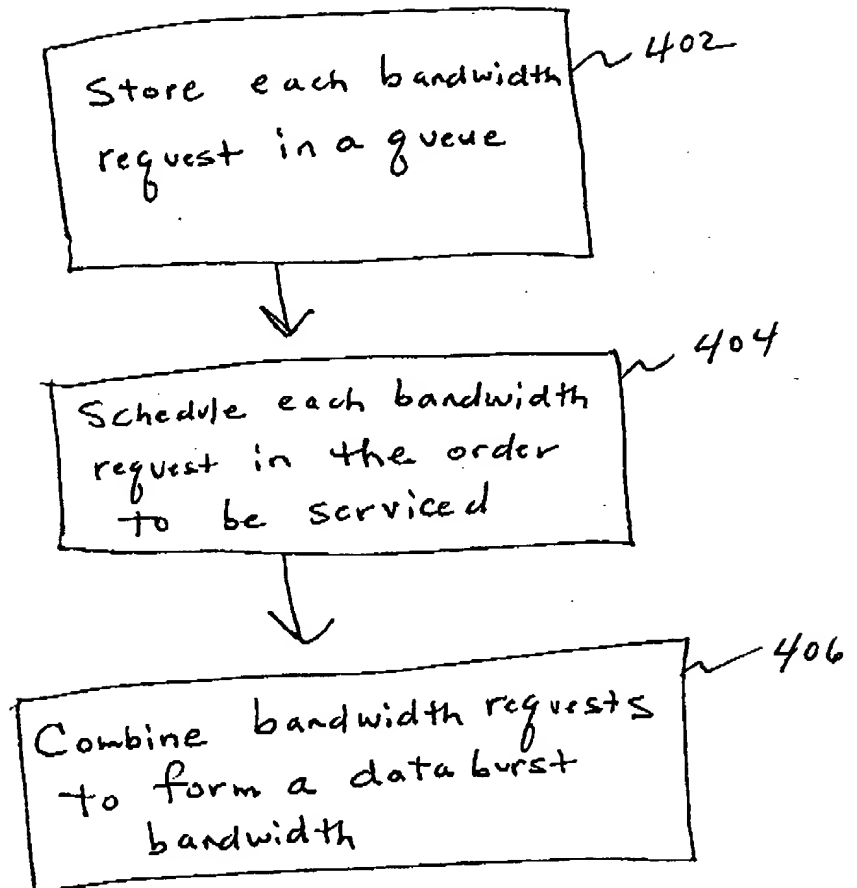 Store each bandwidth
request in a queue
402
Schedule each bandwidth
request in the order
to be serviced
404
Combine bandwidth requests
to form a data burst
bandwidth
406